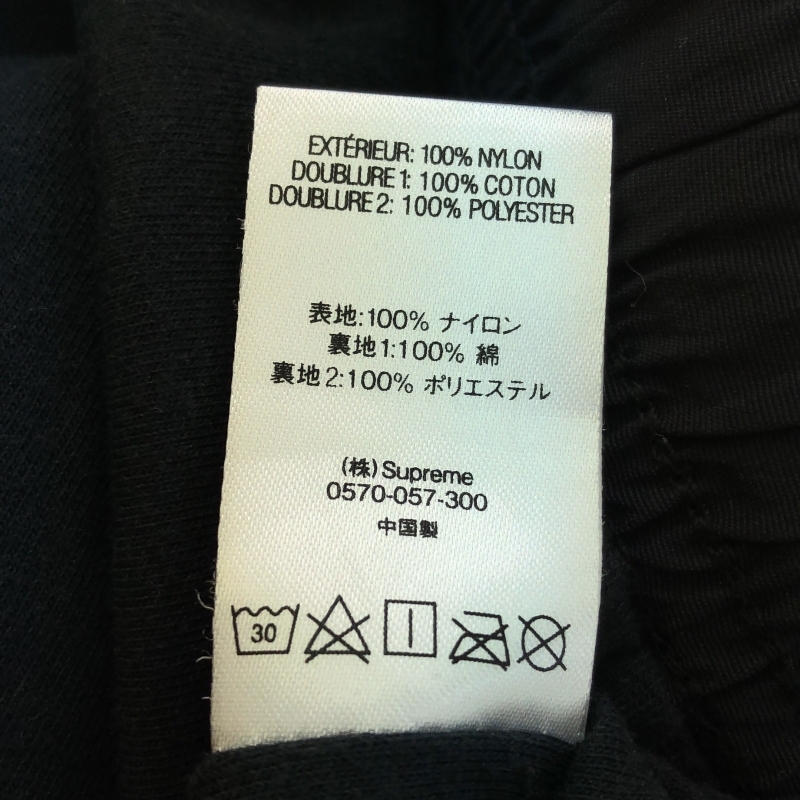 EXTÉRIEUR: 100% NYLON
DOUBLURE 1: 100% COTON
DOUBLURE 2: 100% POLYESTER
表地:100% ナイロン
裏地1:100% 綿
裏地2:100% ポリエステル
(株)Supreme
0570-057-300
中国製
30